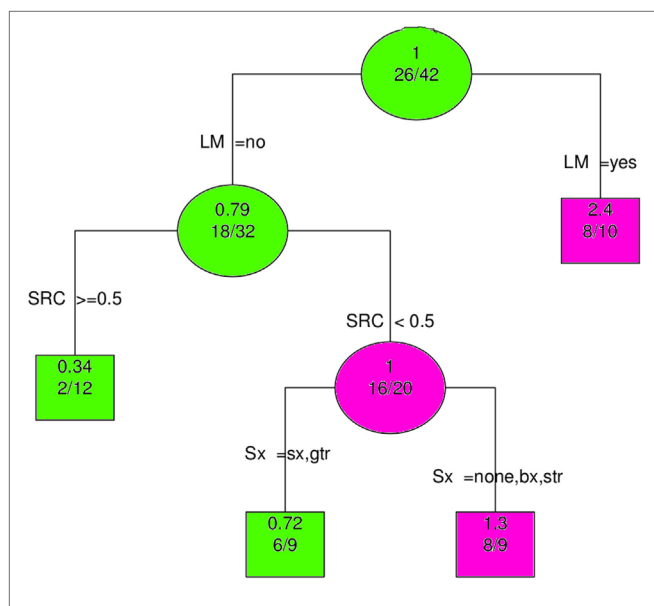 1
26/42
LM =no
LM =yes
0.79
18/32
2.4
8/10
SRC >=0.5
SRC < 0.5
0.34
2/12
1
16/20
Sx =sx,gtr
Sx =none,bx,str
0.72
6/9
1.3
8/9